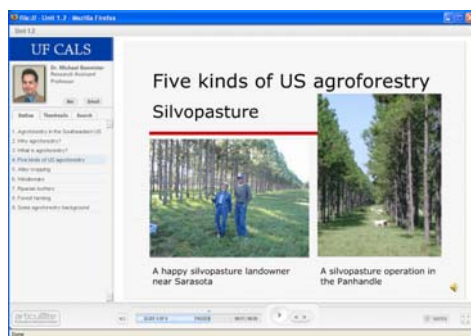 file:// - Unit 1.2 - Mozilla Firefox
Unit 1.2
UF CALS
Dr. Michael Bannister
Research Assistant
Professor
Bio
Email
Outline
Thumbnails
Search
1. Agroforestry in the Southeastern US
2. Why agroforestry?
3. What is agroforestry?
4. Five kinds of US agroforestry
5. Alley cropping
6. Windbreaks
7. Riparian buffers
8. Forest farming
9. Some agroforestry background
Five kinds of US agroforestry
Silvopasture
A happy silvopasture landowner
near Sarasota
A silvopasture operation in
the Panhandle
articulate
Done